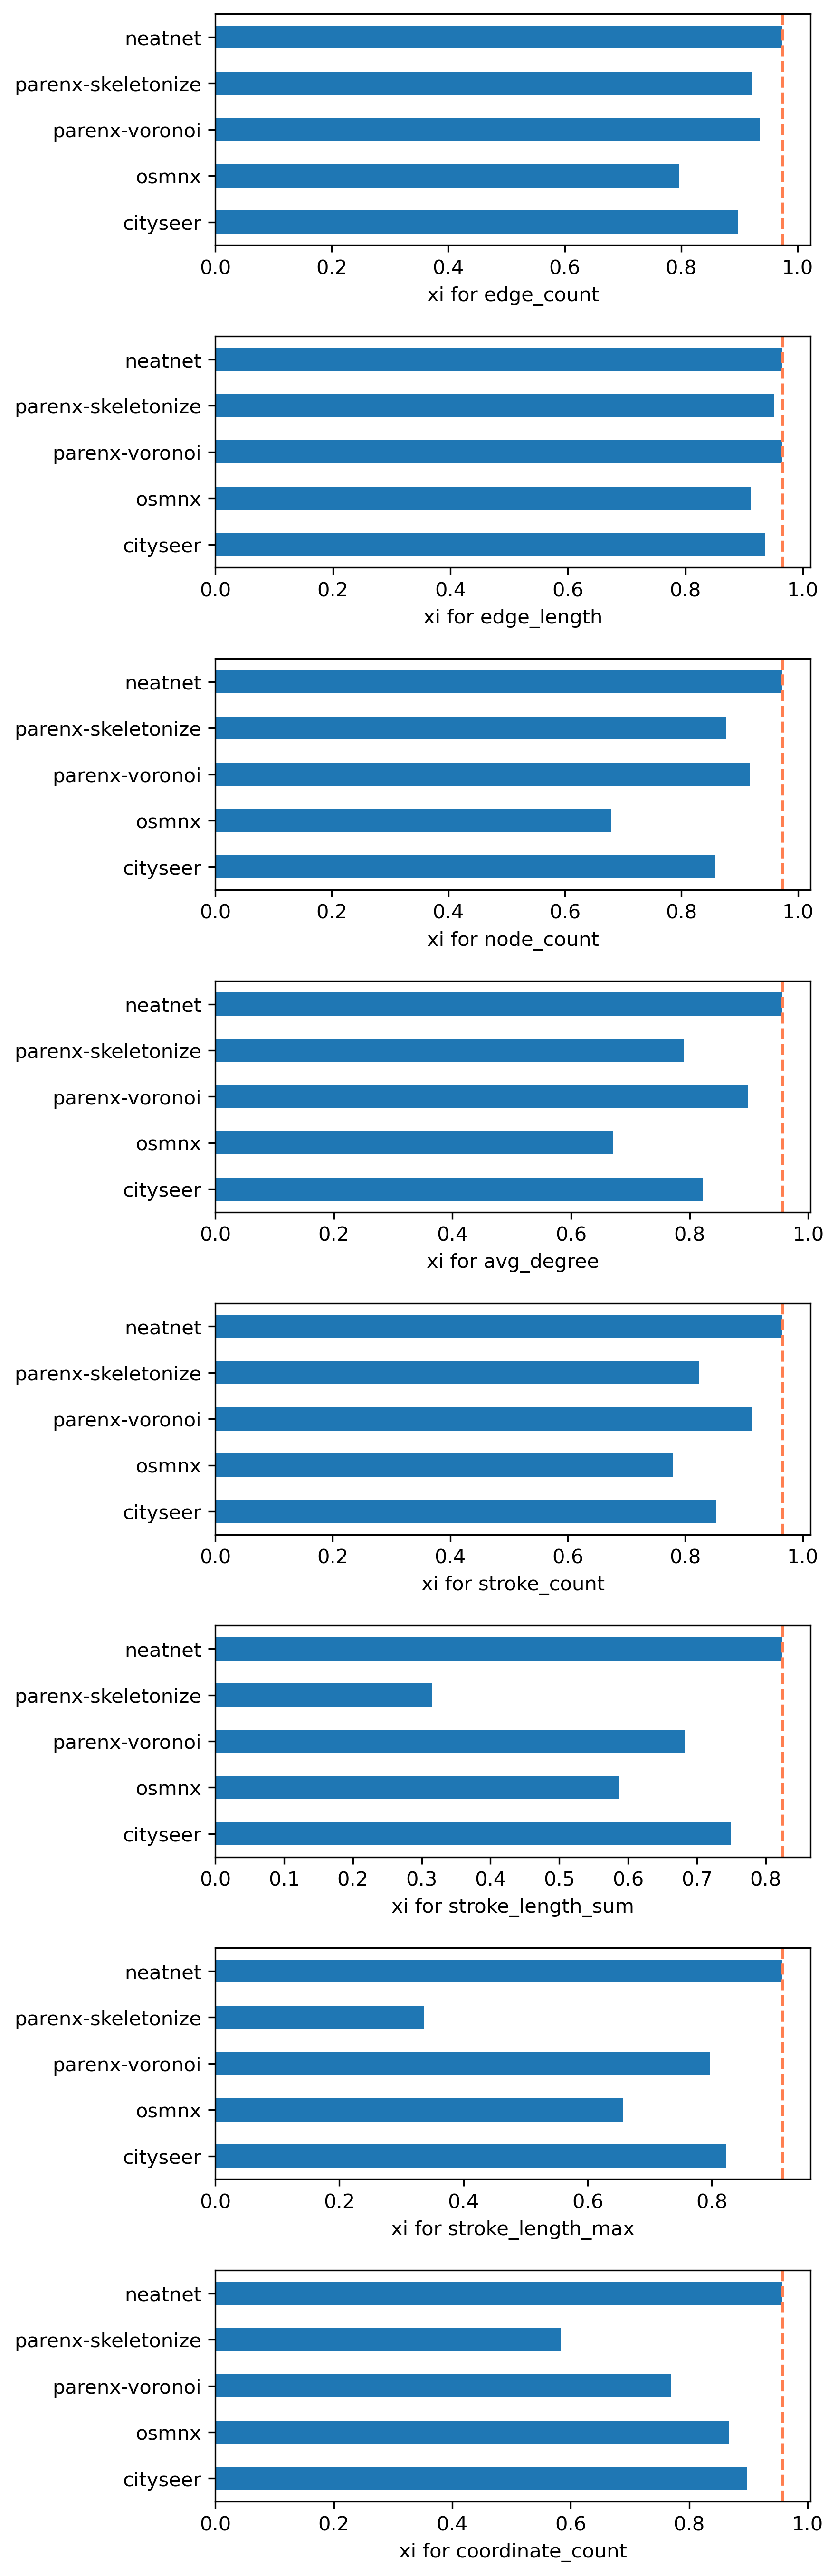 neatnet
parenx-skeletonize
parenx-voronoi
osmnx
cityseer
0.0 0.2 0.4 0.6 0.8 1.0
xi for edge_count
neatnet
parenx-skeletonize
parenx-voronoi
osmnx
cityseer
0.0 0.2 0.4 0.6 0.8 1.0
xi for edge_length
neatnet
parenx-skeletonize
parenx-voronoi
osmnx
cityseer
0.0 0.2 0.4 0.6 0.8 1.0
xi for node_count
neatnet
parenx-skeletonize
parenx-voronoi
osmnx
cityseer
0.0 0.2 0.4 0.6 0.8 1.0
xi for avg_degree
neatnet
parenx-skeletonize
parenx-voronoi
osmnx
cityseer
0.0 0.2 0.4 0.6 0.8 1.0
xi for stroke_count
neatnet
parenx-skeletonize
parenx-voronoi
osmnx
cityseer
0.0 0.1 0.2 0.3 0.4 0.5 0.6 0.7 0.8
xi for stroke_length_sum
neatnet
parenx-skeletonize
parenx-voronoi
osmnx
cityseer
0.0 0.2 0.4 0.6 0.8
xi for stroke_length_max
neatnet
parenx-skeletonize
parenx-voronoi
osmnx
cityseer
0.0 0.2 0.4 0.6 0.8 1.0
xi for coordinate_count